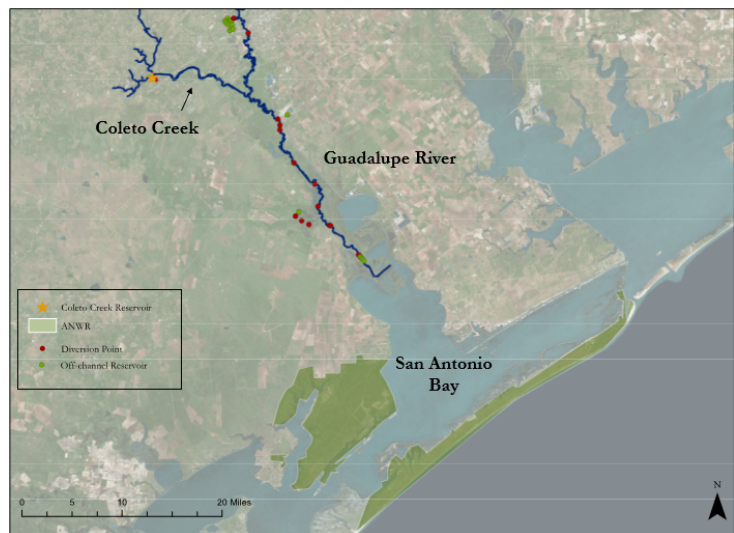 Coleto Creek
Guadalupe River
Coleto Creek Reservoir
ANWR
Diversion Point
Off-channel Reservoir
San Antonio
Bay
N
0 5 10 20 Miles